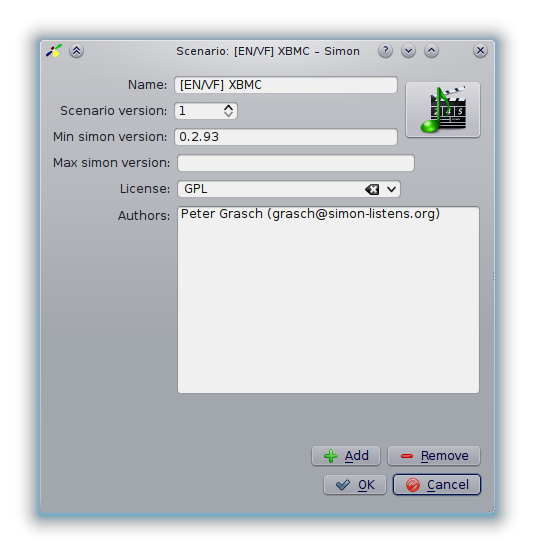 Scenario: [EN/VF] XBMC – Simon
Name: [EN/VF] XBMC
Scenario version: 1
Min simon version: 0.2.93
Max simon version:
License: GPL
Authors: Peter Grasch (grasch@simon-listens.org)
Add Remove
OK Cancel